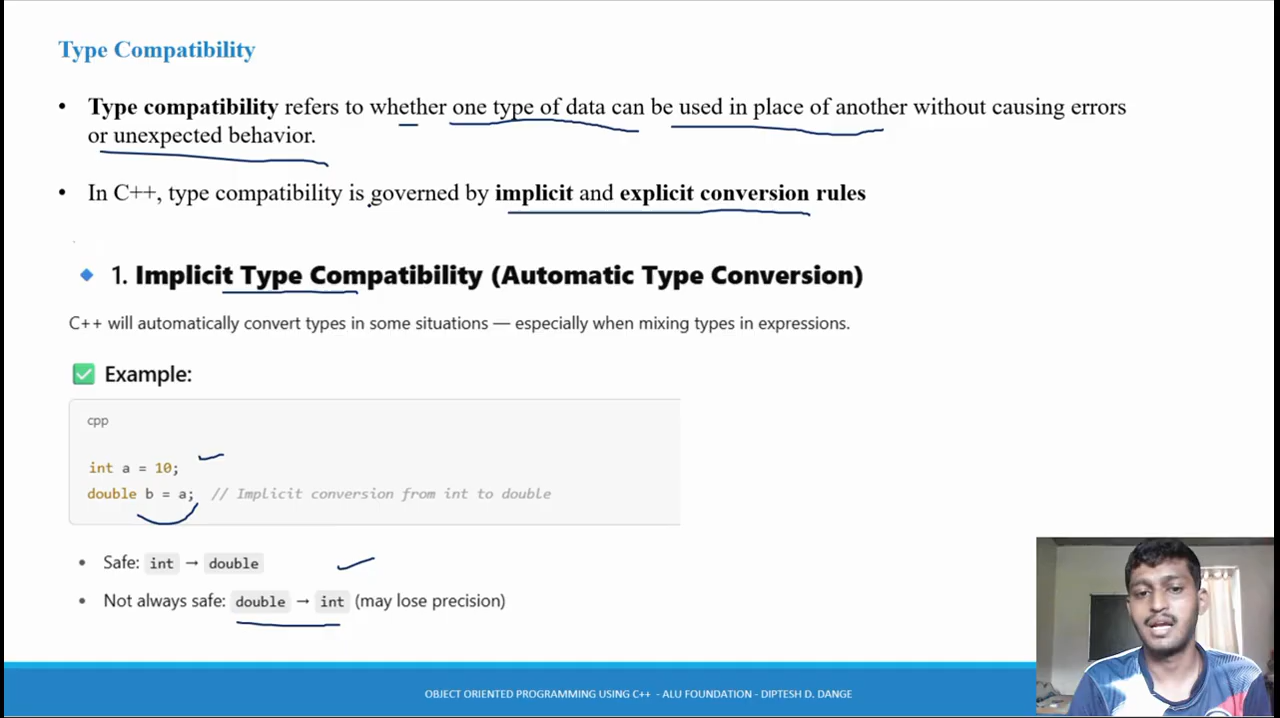 Type Compatibility
• Type compatibility refers to whether one type of data can be used in place of another without causing errors
or unexpected behavior.
• In C++, type compatibility is governed by implicit and explicit conversion rules
1. Implicit Type Compatibility (Automatic Type Conversion)
C++ will automatically convert types in some situations — especially when mixing types in expressions.
Example:
cpp
int a = 10;
double b = a; // Implicit conversion from int to double
• Safe: int → double
• Not always safe: double → int (may lose precision)
OBJECT ORIENTED PROGRAMMING USING C++ - ALU FOUNDATION - DIPTESH D. DANGE